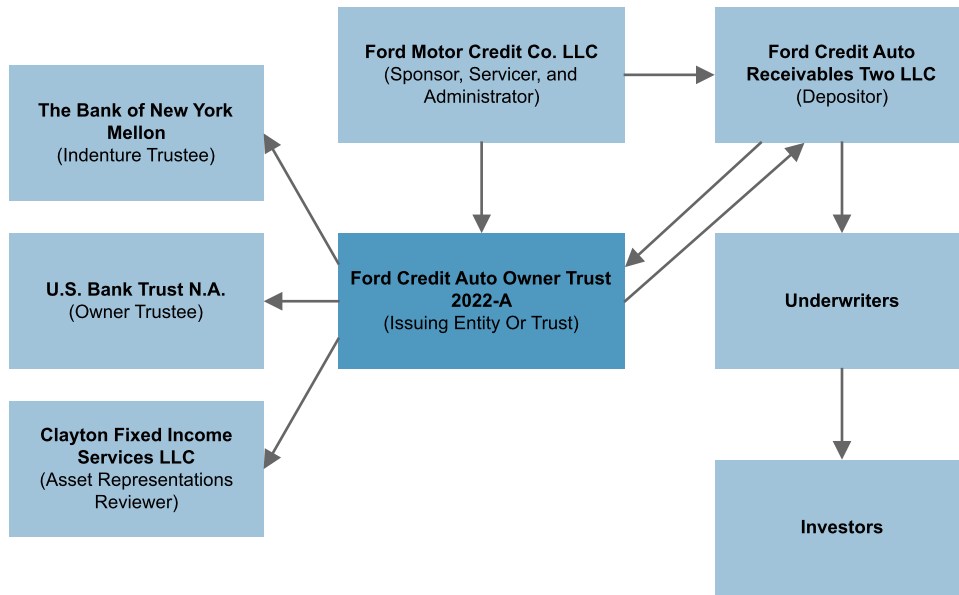 Ford Motor Credit Co. LLC
(Sponsor, Servicer, and
Administrator)
Ford Credit Auto
Receivables Two LLC
(Depositor)
The Bank of New York
Mellon
(Indenture Trustee)
U.S. Bank Trust N.A.
(Owner Trustee)
Ford Credit Auto Owner Trust
2022-A
(Issuing Entity Or Trust)
Underwriters
Clayton Fixed Income
Services LLC
(Asset Representations
Reviewer)
Investors